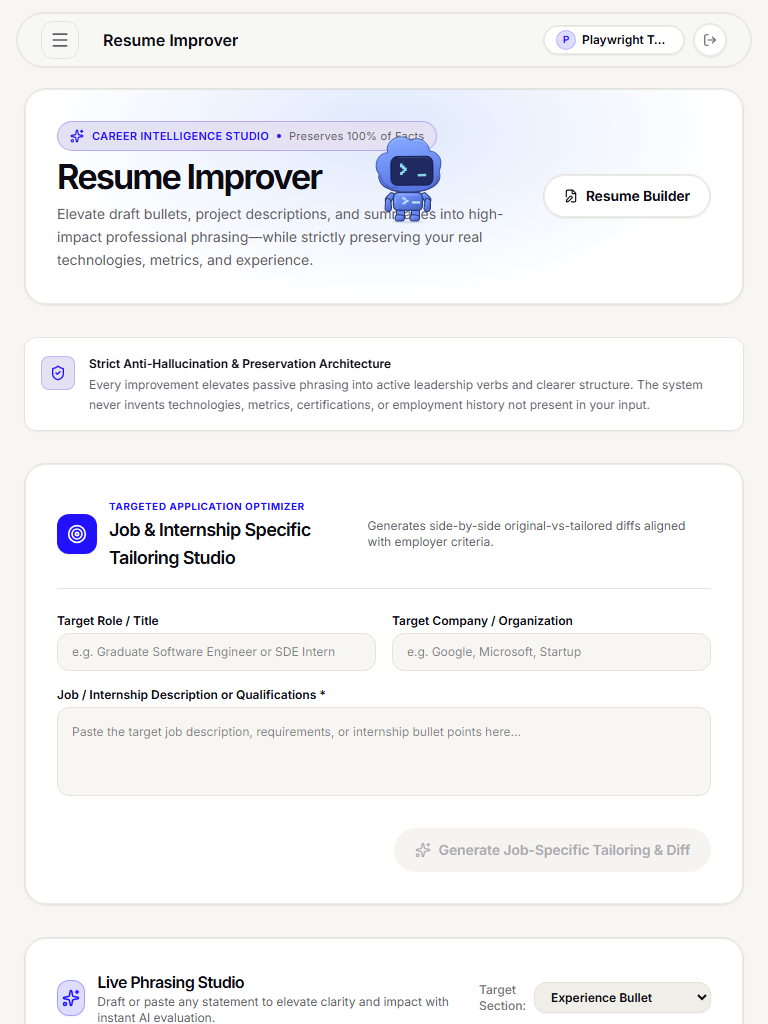 Resume Improver
P Playwright T...
CAREER INTELLIGENCE STUDIO • Preserves 100% of Facts
Resume Improver
Elevate draft bullets, project descriptions, and summaries into high-
impact professional phrasing—while strictly preserving your real
technologies, metrics, and experience.
Resume Builder
Strict Anti-Hallucination & Preservation Architecture
Every improvement elevates passive phrasing into active leadership verbs and clearer structure. The system
never invents technologies, metrics, certifications, or employment history not present in your input.
TARGETED APPLICATION OPTIMIZER
Job & Internship Specific
Tailoring Studio
Generates side-by-side original-vs-tailored diffs aligned
with employer criteria.
Target Role / Title
e.g. Graduate Software Engineer or SDE Intern
Target Company / Organization
e.g. Google, Microsoft, Startup
Job / Internship Description or Qualifications *
Paste the target job description, requirements, or internship bullet points here...
Generate Job-Specific Tailoring & Diff
Live Phrasing Studio
Draft or paste any statement to elevate clarity and impact with
instant AI evaluation.
Target
Section:
Experience Bullet